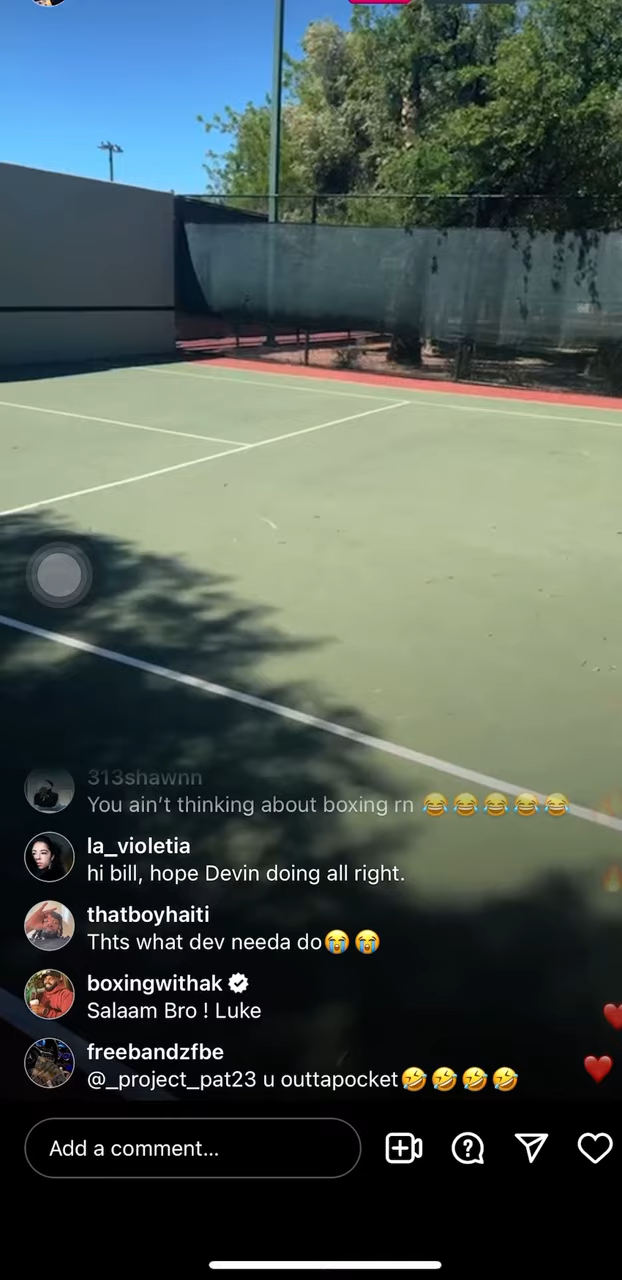 313shawnn
You ain't thinking about boxing rn 😂😂😂😂😂
la_violetia
hi bill, hope Devin doing all right.
thatboyhaiti
Thts what dev needa do😭😭
boxingwithak
Salaam Bro ! Luke
freebandzfbe
@_project_pat23 u outtapocket🤣🤣🤣🤣
Add a comment...